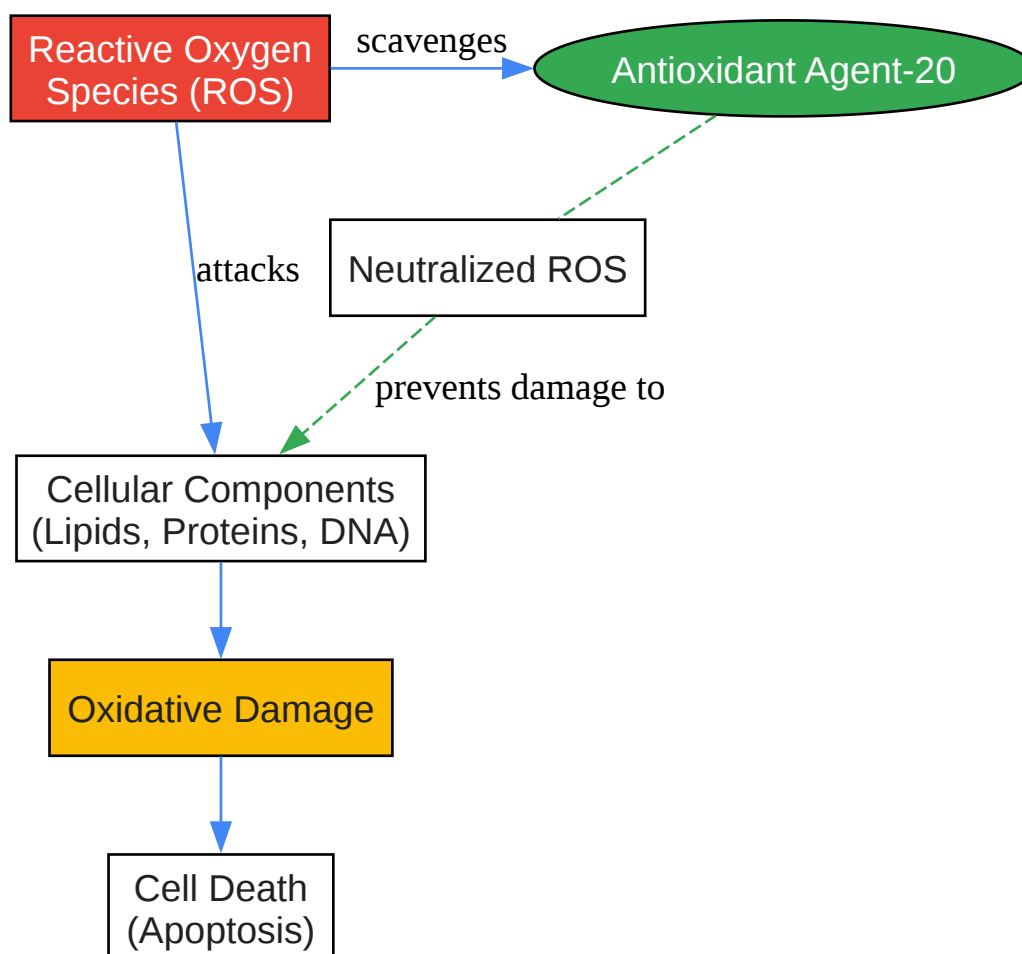 Reactive Oxygen
Species (ROS)
scavenges
Antioxidant Agent-20
attacks
Neutralized ROS
prevents damage to
Cellular Components
(Lipids, Proteins, DNA)
Oxidative Damage
Cell Death
(Apoptosis)